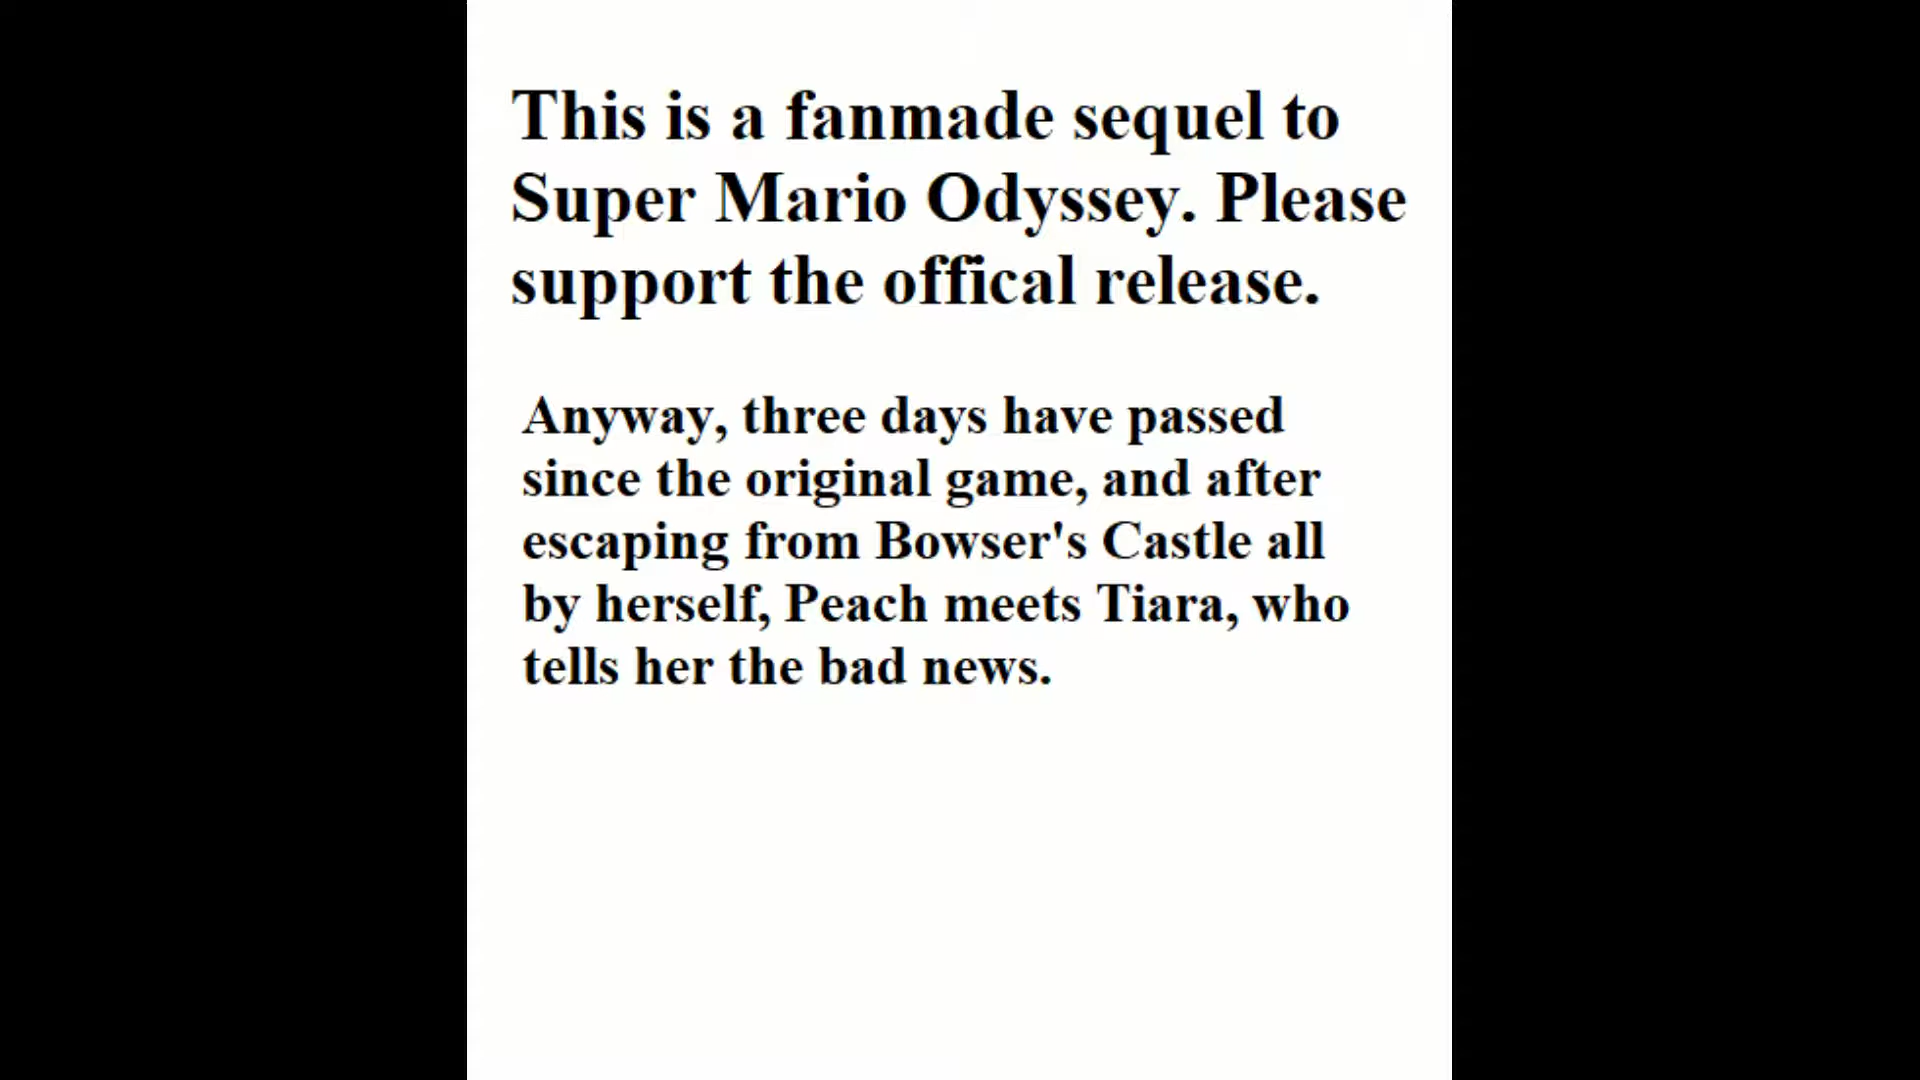 This is a fanmade sequel to
Super Mario Odyssey. Please
support the offical release.
Anyway, three days have passed
since the original game, and after
escaping from Bowser's Castle all
by herself, Peach meets Tiara, who
tells her the bad news.